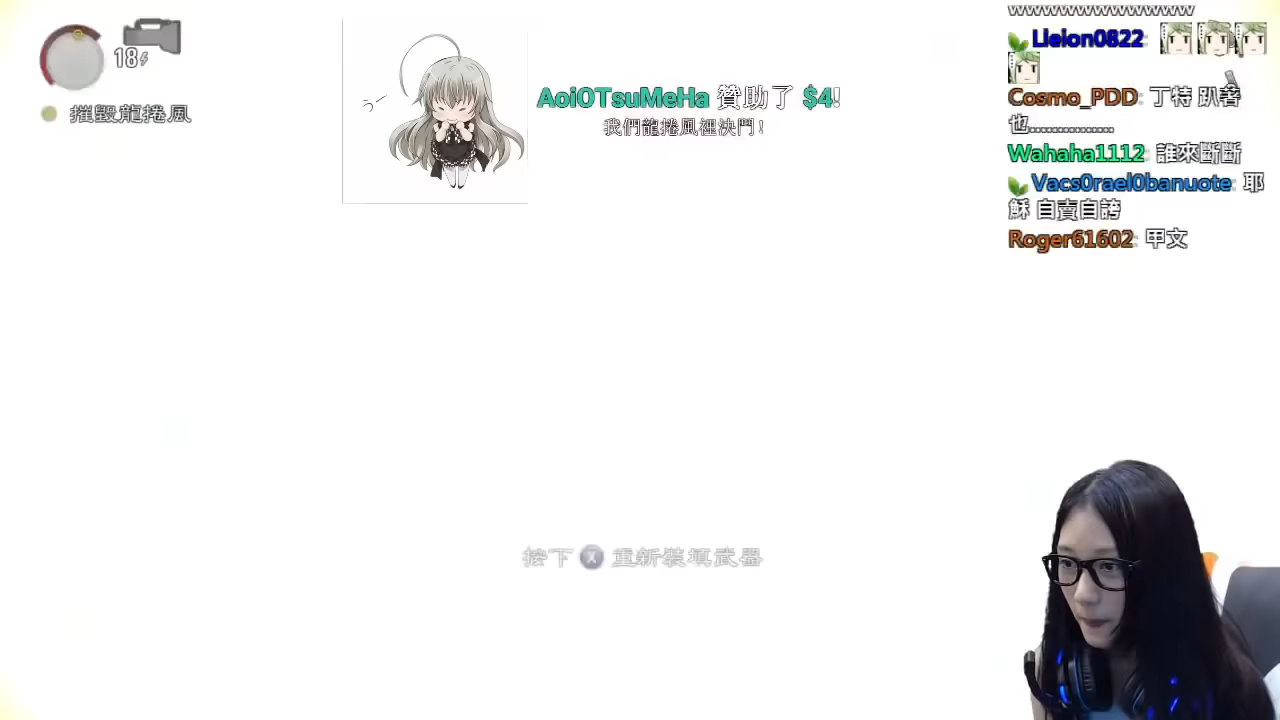 18
摧毀龍捲風
AoiOTsuMeHa 贊助了 $4!
我們龍捲風裡決鬥!
wwwwwwwwwwwwwwww
Lleion0822:
Cosmo_PDD: 丁特 趴著
也...............
Wahaha1112: 誰來斷斷
Vacs0rael0banuote: 耶
穌 自賣自誇
Roger61602: 甲文
按下 X 重新裝填武器